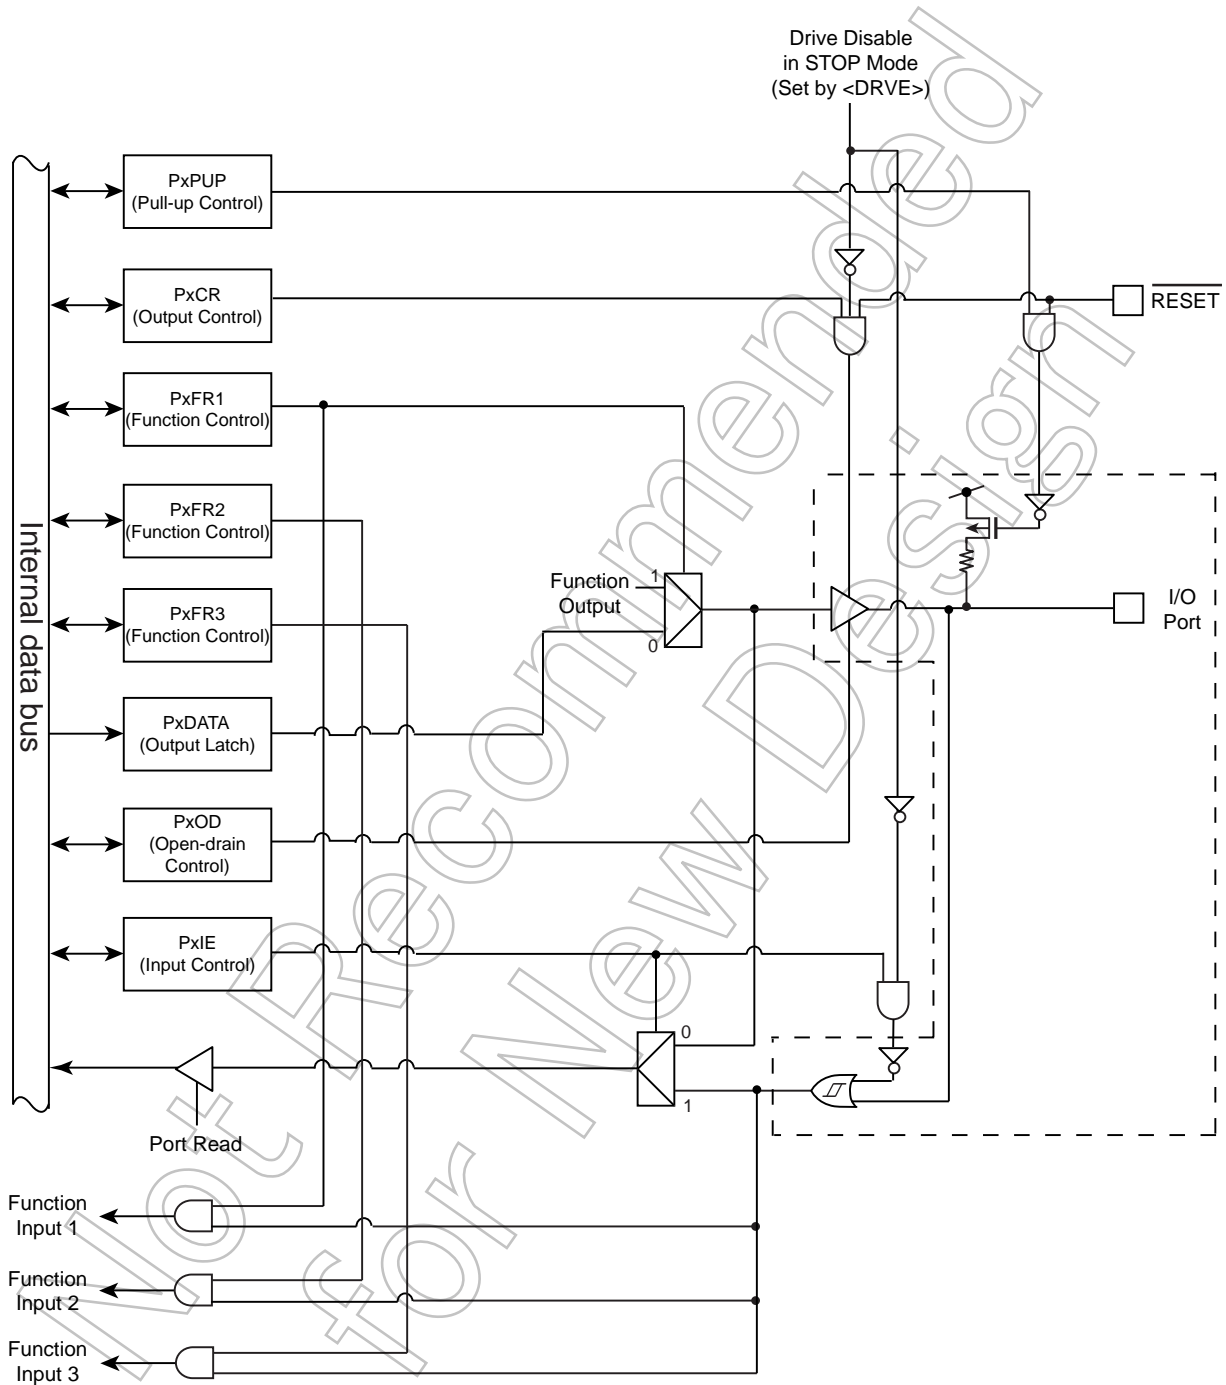 Drive Disable
in STOP Mode
(Set by <DRVE>)
PxPUP
(Pull-up Control)
PxCR
(Output Control)
RESET
PxFR1
(Function Control)
PxFR2
(Function Control)
Internal data bus
Function
Output
1
0
I/O
Port
PxFR3
(Function Control)
PxDATA
(Output Latch)
PxOD
(Open-drain
Control)
PxIE
(Input Control)
0
1
Port Read
Function
Input 1
Function
Input 2
Function
Input 3
Not Recommended
for New Design